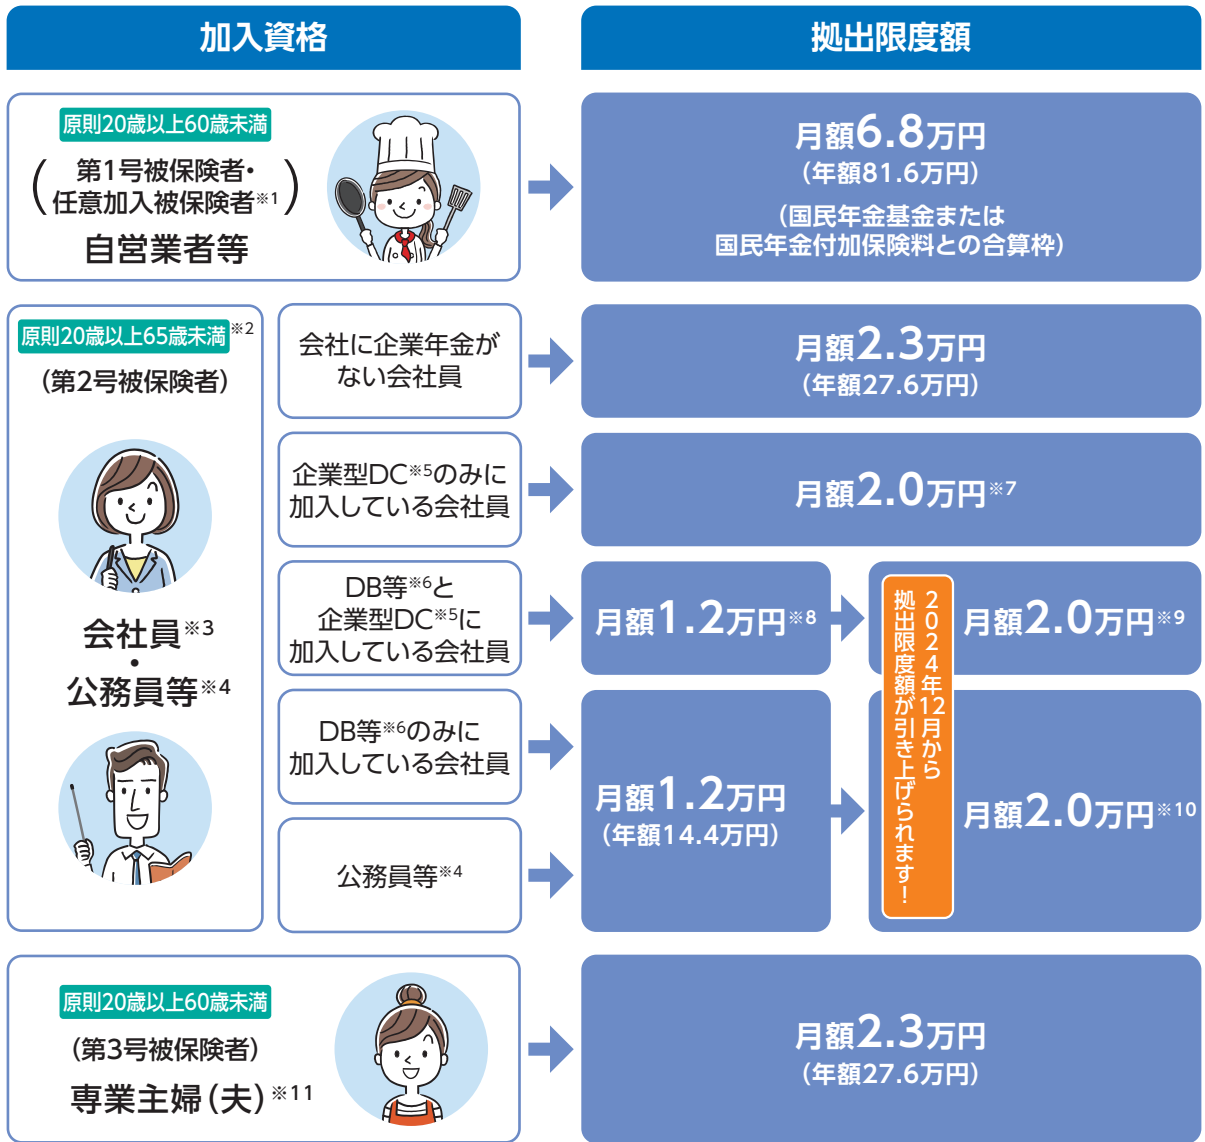 加入資格
拠出限度額
原則20歳以上60歳未満
(第1号被保険者・
任意加入被保険者※1)
自営業者等
月額6.8万円
(年額81.6万円)
(国民年金基金または
国民年金付加保険料との合算枠)
原則20歳以上65歳未満※2
(第2号被保険者)
会社員※3
・
公務員等※4
会社に企業年金が
ない会社員
月額2.3万円
(年額27.6万円)
企業型DC※5のみに
加入している会社員
月額2.0万円※7
DB等※6と
企業型DC※5に
加入している会社員
月額1.2万円※8
月額2.0万円※9
DB等※6のみに
加入している会社員
公務員等※4
月額1.2万円
(年額14.4万円)
2024年12月から
拠出限度額が引き上げられます!
月額2.0万円※10
原則20歳以上60歳未満
(第3号被保険者)
専業主婦(夫)※11
月額2.3万円
(年額27.6万円)